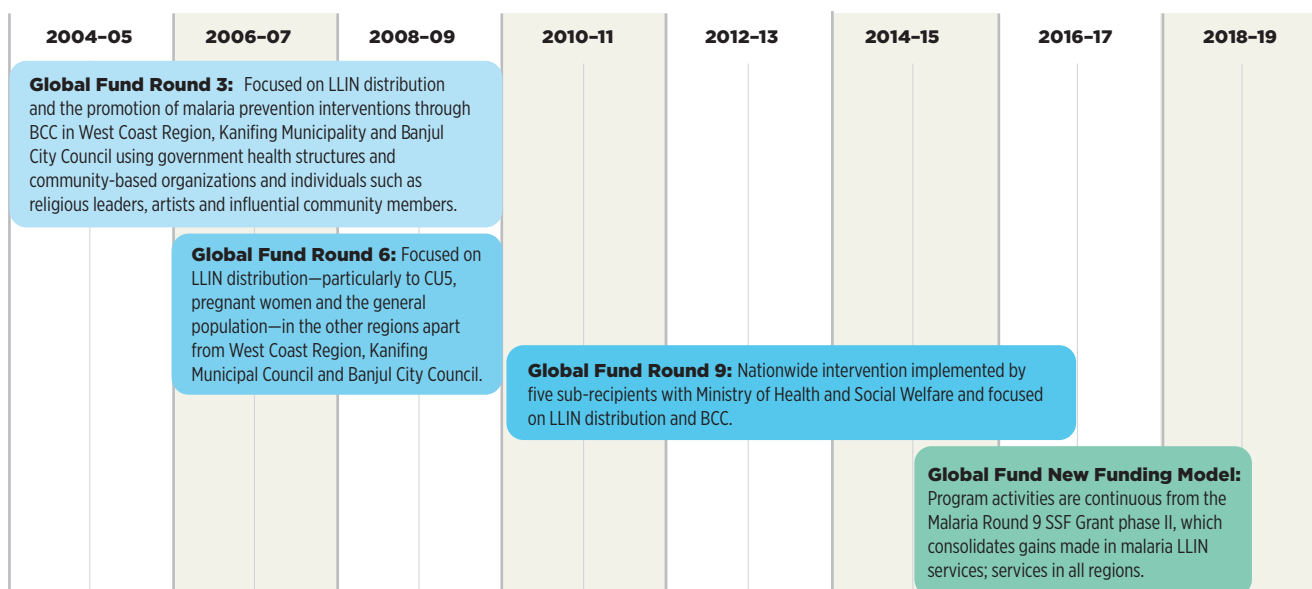 2004–05
2006–07
2008–09
2010–11
2012–13
2014–15
2016–17
2018–19
Global Fund Round 3: Focused on LLIN distribution
and the promotion of malaria prevention interventions through
BCC in West Coast Region, Kanifing Municipality and Banjul
City Council using government health structures and
community-based organizations and individuals such as
religious leaders, artists and influential community members.
Global Fund Round 6: Focused on
LLIN distribution—particularly to CU5,
pregnant women and the general
population—in the other regions apart
from West Coast Region, Kanifing
Municipal Council and Banjul City Council.
Global Fund Round 9: Nationwide intervention implemented by
five sub-recipients with Ministry of Health and Social Welfare and focused
on LLIN distribution and BCC.
Global Fund New Funding Model:
Program activities are continuous from the
Malaria Round 9 SSF Grant phase II, which
consolidates gains made in malaria LLIN
services; services in all regions.